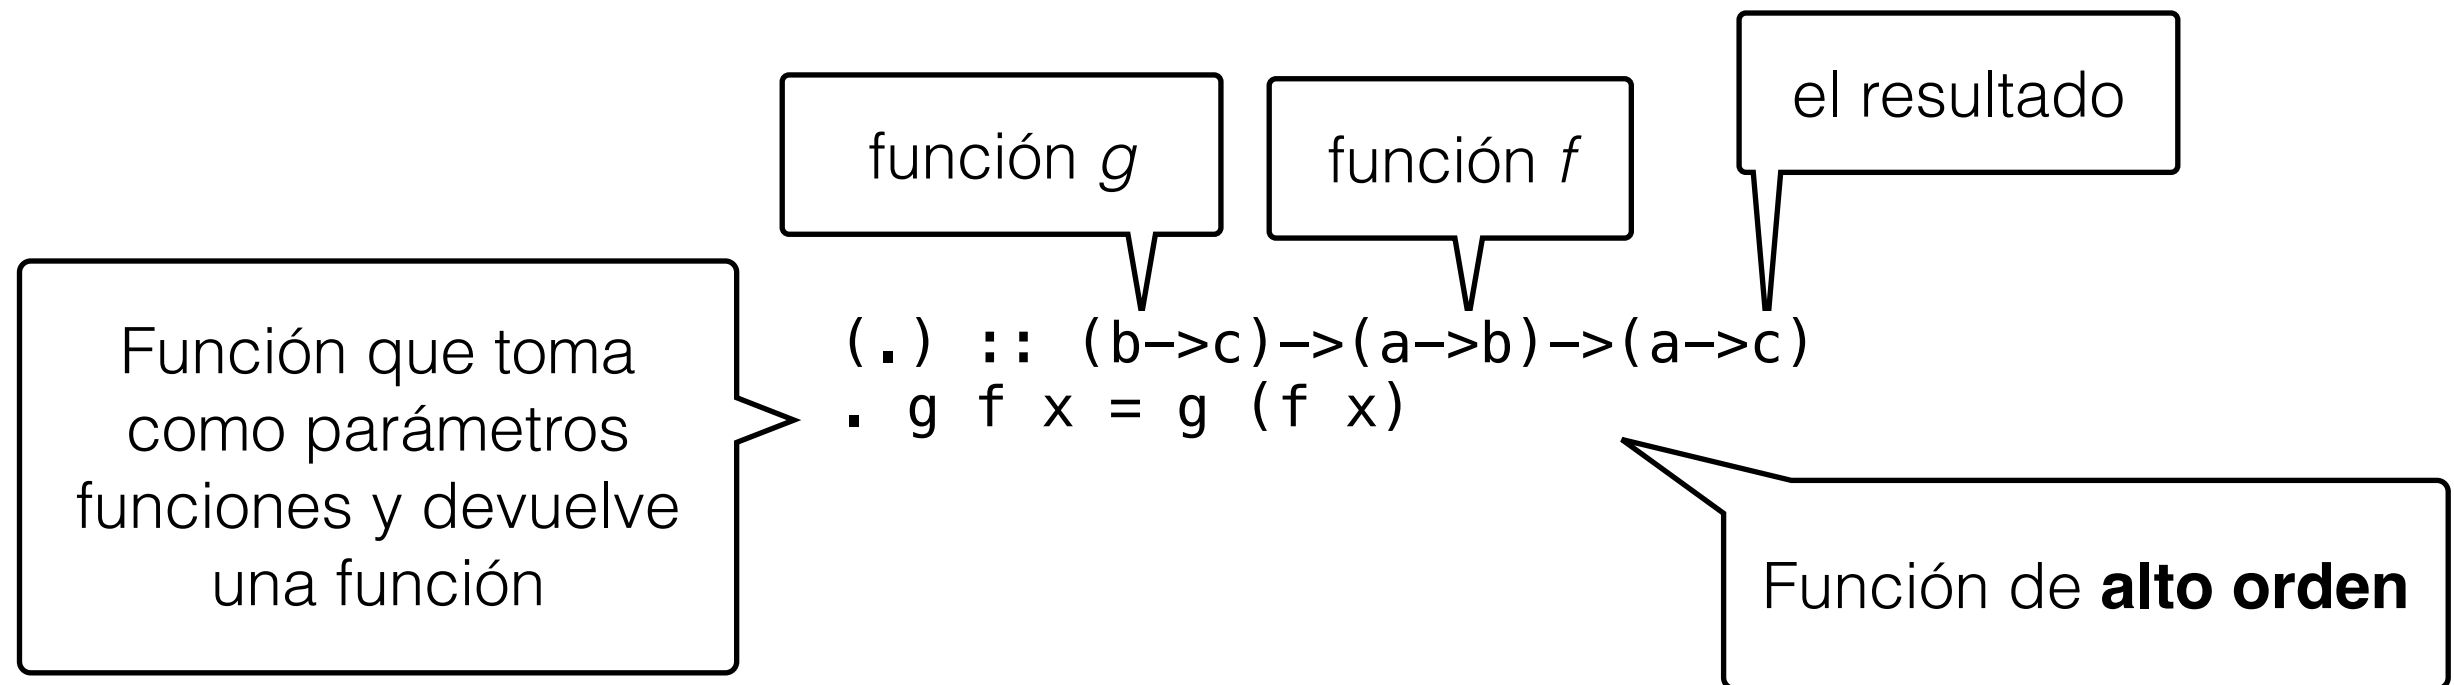 el resultado
función g
función f
Función que toma
como parámetros
funciones y devuelve
una función
(.) :: (b->c)->(a->b)->(a->c)
. g f x = g (f x)
Función de alto orden